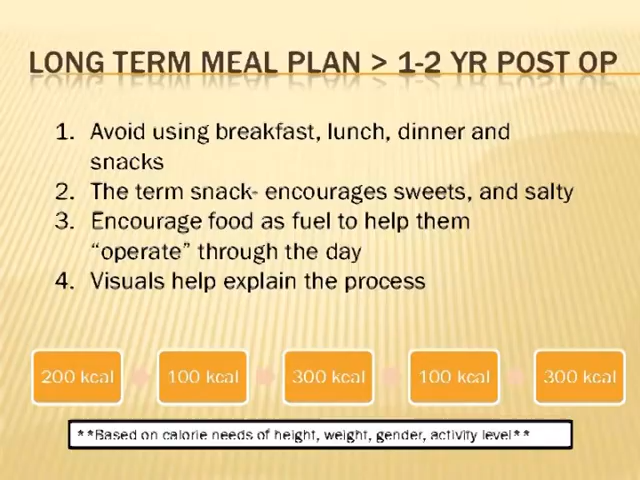 LONG TERM MEAL PLAN > 1-2 YR POST OP
1. Avoid using breakfast, lunch, dinner and
snacks
2. The term snack- encourages sweets, and salty
3. Encourage food as fuel to help them
“operate” through the day
4. Visuals help explain the process
200 kcal 100 kcal 300 kcal 100 kcal 300 kcal
**Based on calorie needs of height, weight, gender, activity level**